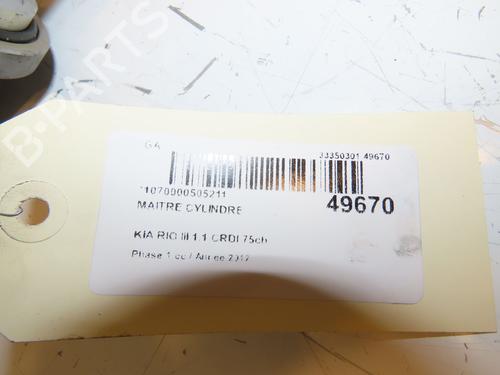 B-PARTS
GA
33350301 49670
*1070000505211
MAITRE CYLINDRE
49670
KIA RIO III 1.1 CRDI 75ch
Phase 1 cc / Année 2012